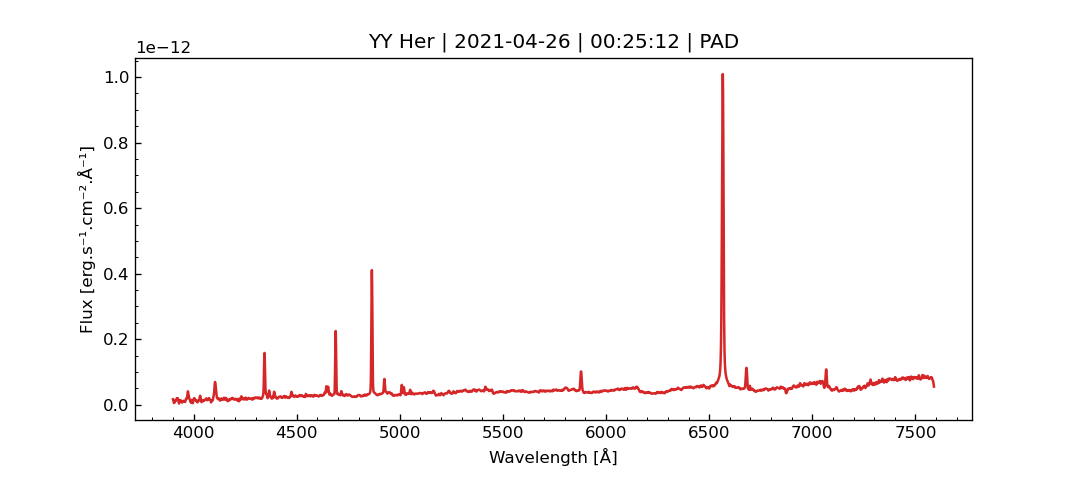 YY Her | 2021-04-26 | 00:25:12 | PAD
1e−12
1.0
0.8
0.6
0.4
0.2
0.0
Flux [erg.s⁻¹.cm⁻².Å⁻¹]
4000 4500 5000 5500 6000 6500 7000 7500
Wavelength [Å]